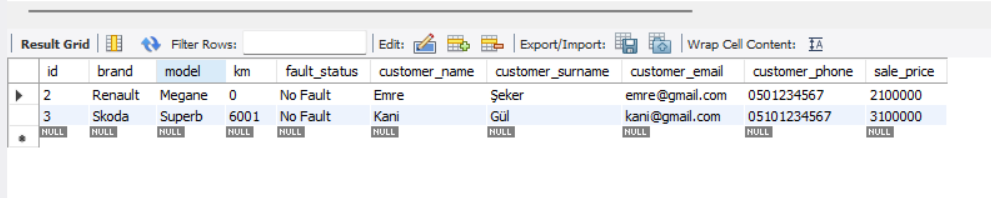 Result Grid Filter Rows: Edit: Export/Import: Wrap Cell Content: IA
id brand model km fault_status customer_name customer_surname customer_email customer_phone sale_price
2 Renault Megane 0 No Fault Emre Şeker emre@gmail.com 0501234567 2100000
3 Skoda Superb 6001 No Fault Kani Gül kani@gmail.com 05101234567 3100000
NULL NULL NULL NULL NULL NULL NULL NULL NULL NULL